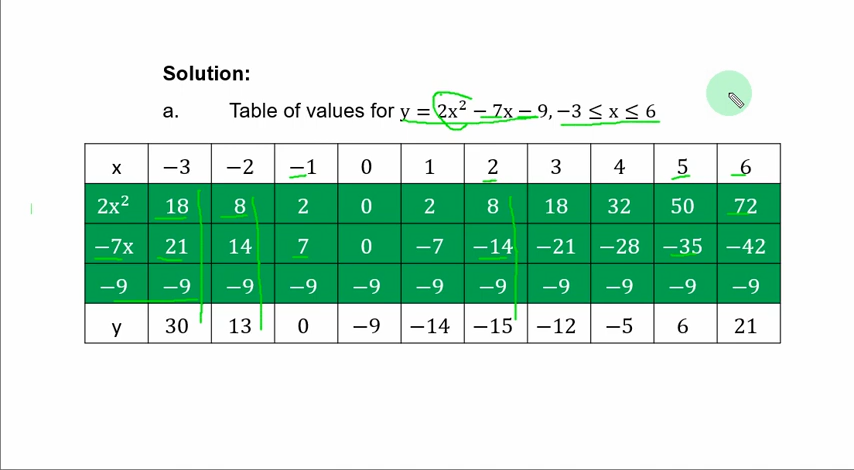 Solution:
a. Table of values for y = 2x² − 7x − 9, −3 ≤ x ≤ 6
x −3 −2 −1 0 1 2 3 4 5 6
2x² 18 8 2 0 2 8 18 32 50 72
−7x 21 14 7 0 −7 −14 −21 −28 −35 −42
−9 −9 −9 −9 −9 −9 −9 −9 −9 −9 −9
y 30 13 0 −9 −14 −15 −12 −5 6 21